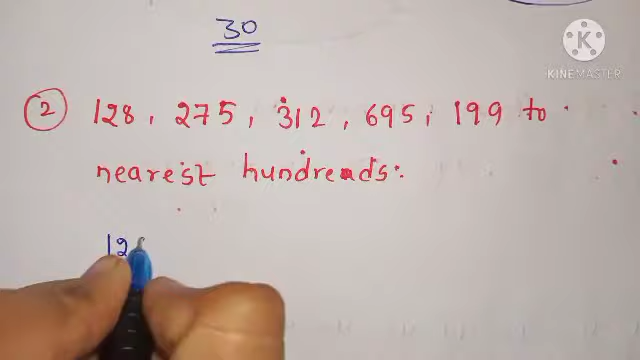 30
KINEMASTER
2 128, 275, 312, 695, 199 to
nearest hundreds.
12